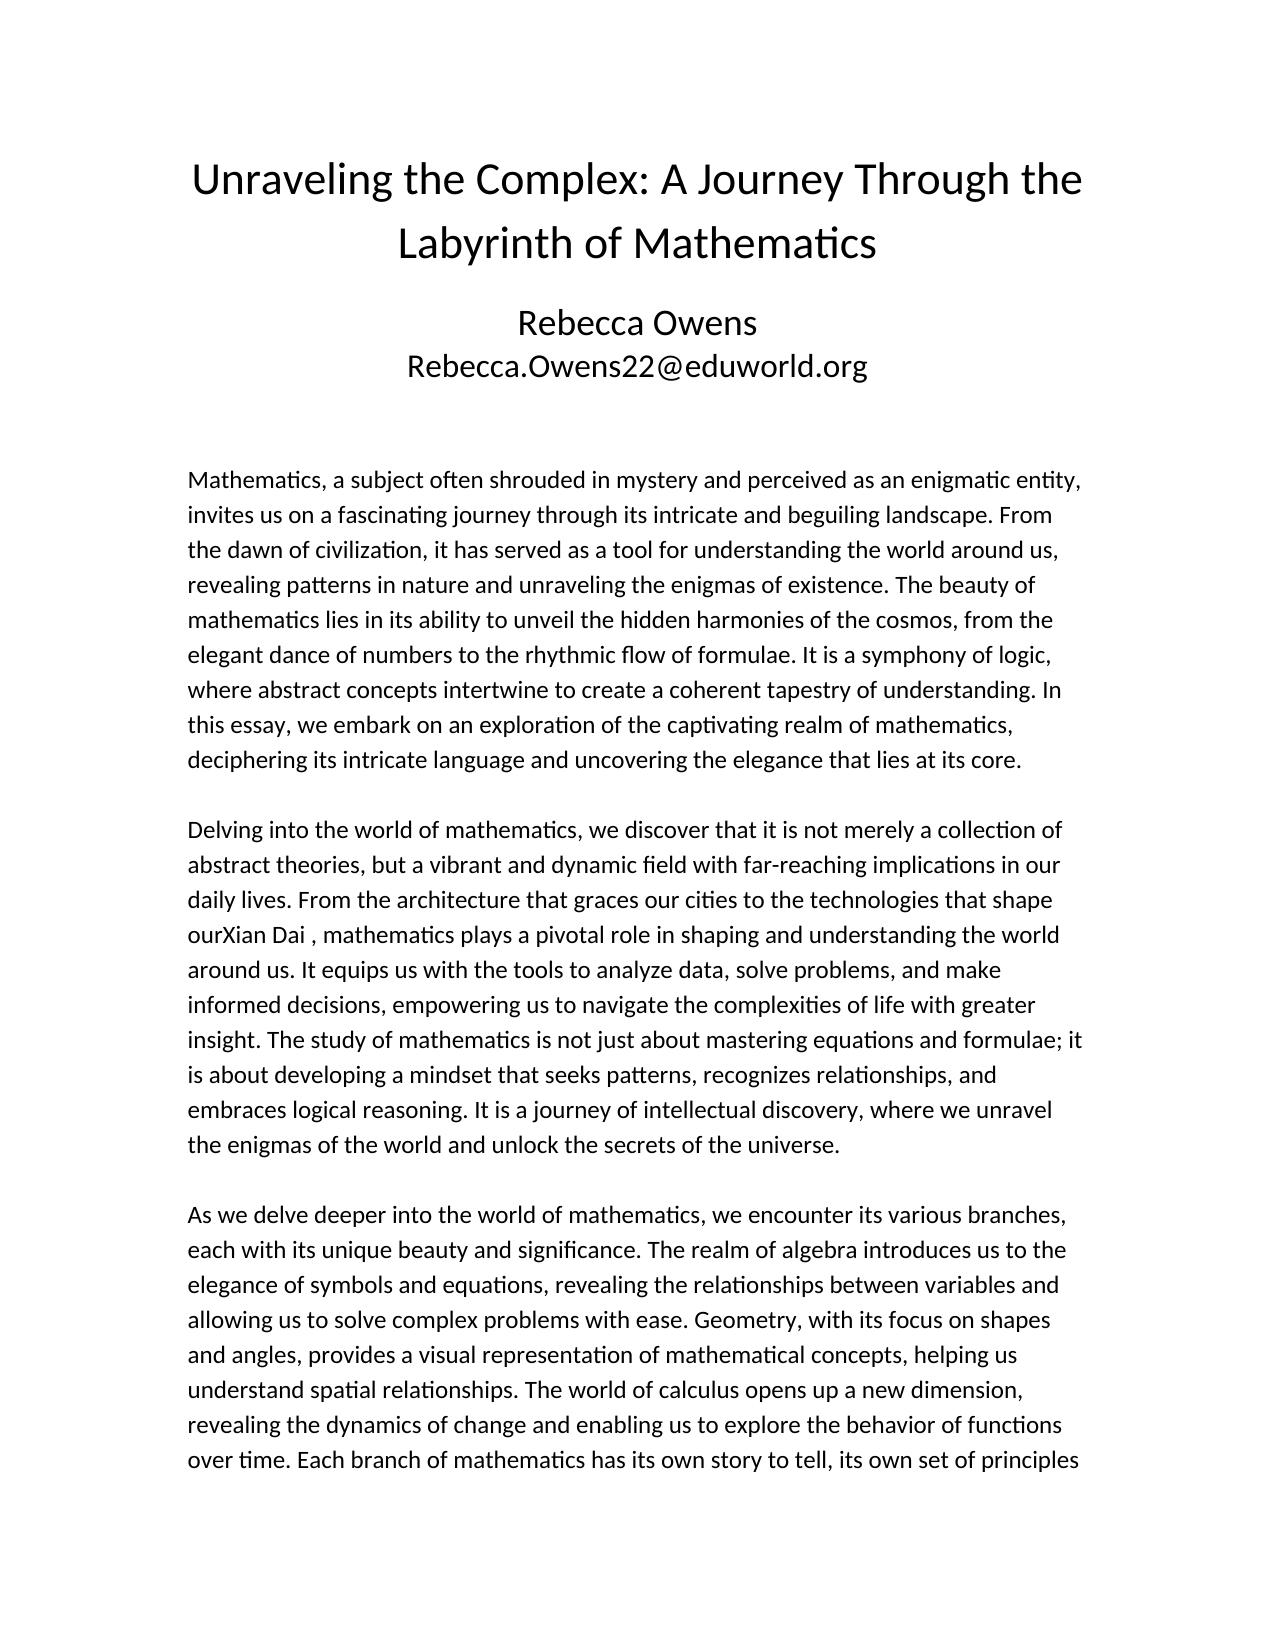 Unraveling the Complex: A Journey Through the
Labyrinth of Mathematics
Rebecca Owens
Rebecca.Owens22@eduworld.org
Mathematics, a subject often shrouded in mystery and perceived as an enigmatic entity,
invites us on a fascinating journey through its intricate and beguiling landscape. From
the dawn of civilization, it has served as a tool for understanding the world around us,
revealing patterns in nature and unraveling the enigmas of existence. The beauty of
mathematics lies in its ability to unveil the hidden harmonies of the cosmos, from the
elegant dance of numbers to the rhythmic flow of formulae. It is a symphony of logic,
where abstract concepts intertwine to create a coherent tapestry of understanding. In
this essay, we embark on an exploration of the captivating realm of mathematics,
deciphering its intricate language and uncovering the elegance that lies at its core.
Delving into the world of mathematics, we discover that it is not merely a collection of
abstract theories, but a vibrant and dynamic field with far-reaching implications in our
daily lives. From the architecture that graces our cities to the technologies that shape
ourXian Dai , mathematics plays a pivotal role in shaping and understanding the world
around us. It equips us with the tools to analyze data, solve problems, and make
informed decisions, empowering us to navigate the complexities of life with greater
insight. The study of mathematics is not just about mastering equations and formulae; it
is about developing a mindset that seeks patterns, recognizes relationships, and
embraces logical reasoning. It is a journey of intellectual discovery, where we unravel
the enigmas of the world and unlock the secrets of the universe.
As we delve deeper into the world of mathematics, we encounter its various branches,
each with its unique beauty and significance. The realm of algebra introduces us to the
elegance of symbols and equations, revealing the relationships between variables and
allowing us to solve complex problems with ease. Geometry, with its focus on shapes
and angles, provides a visual representation of mathematical concepts, helping us
understand spatial relationships. The world of calculus opens up a new dimension,
revealing the dynamics of change and enabling us to explore the behavior of functions
over time. Each branch of mathematics has its own story to tell, its own set of principles